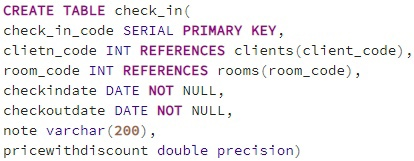 CREATE TABLE check_in(
check_in_code SERIAL PRIMARY KEY,
clietn_code INT REFERENCES clients(client_code),
room_code INT REFERENCES rooms(room_code),
checkindate DATE NOT NULL,
checkoutdate DATE NOT NULL,
note varchar(200),
pricewithdiscount double precision)